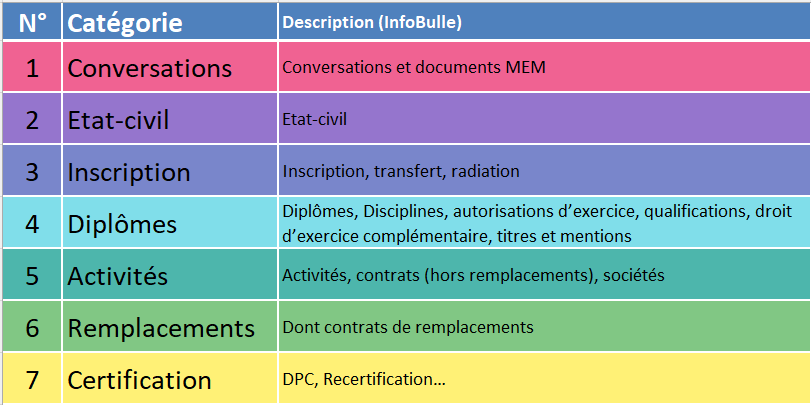 N° Catégorie Description (InfoBulle)
1 Conversations Conversations et documents MEM
2 Etat-civil Etat-civil
3 Inscription Inscription, transfert, radiation
4 Diplômes Diplômes, Disciplines, autorisations d’exercice, qualifications, droit
d’exercice complémentaire, titres et mentions
5 Activités Activités, contrats (hors remplacements), sociétés
6 Remplacements Dont contrats de remplacements
7 Certification DPC, Recertification…